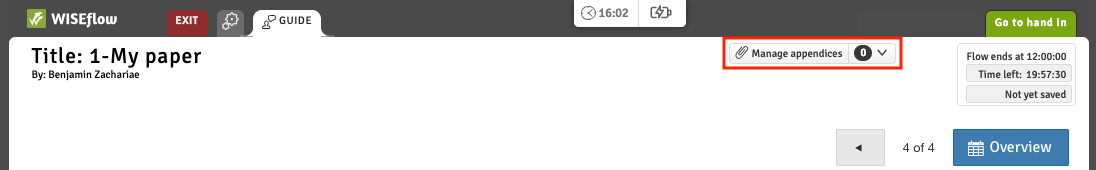 WISEflow
EXIT
GUIDE
16:02
Go to hand in
Title: 1-My paper
By: Benjamin Zachariae
Manage appendices 0
Flow ends at 12:00:00
Time left: 19:57:30
Not yet saved
4 of 4
Overview